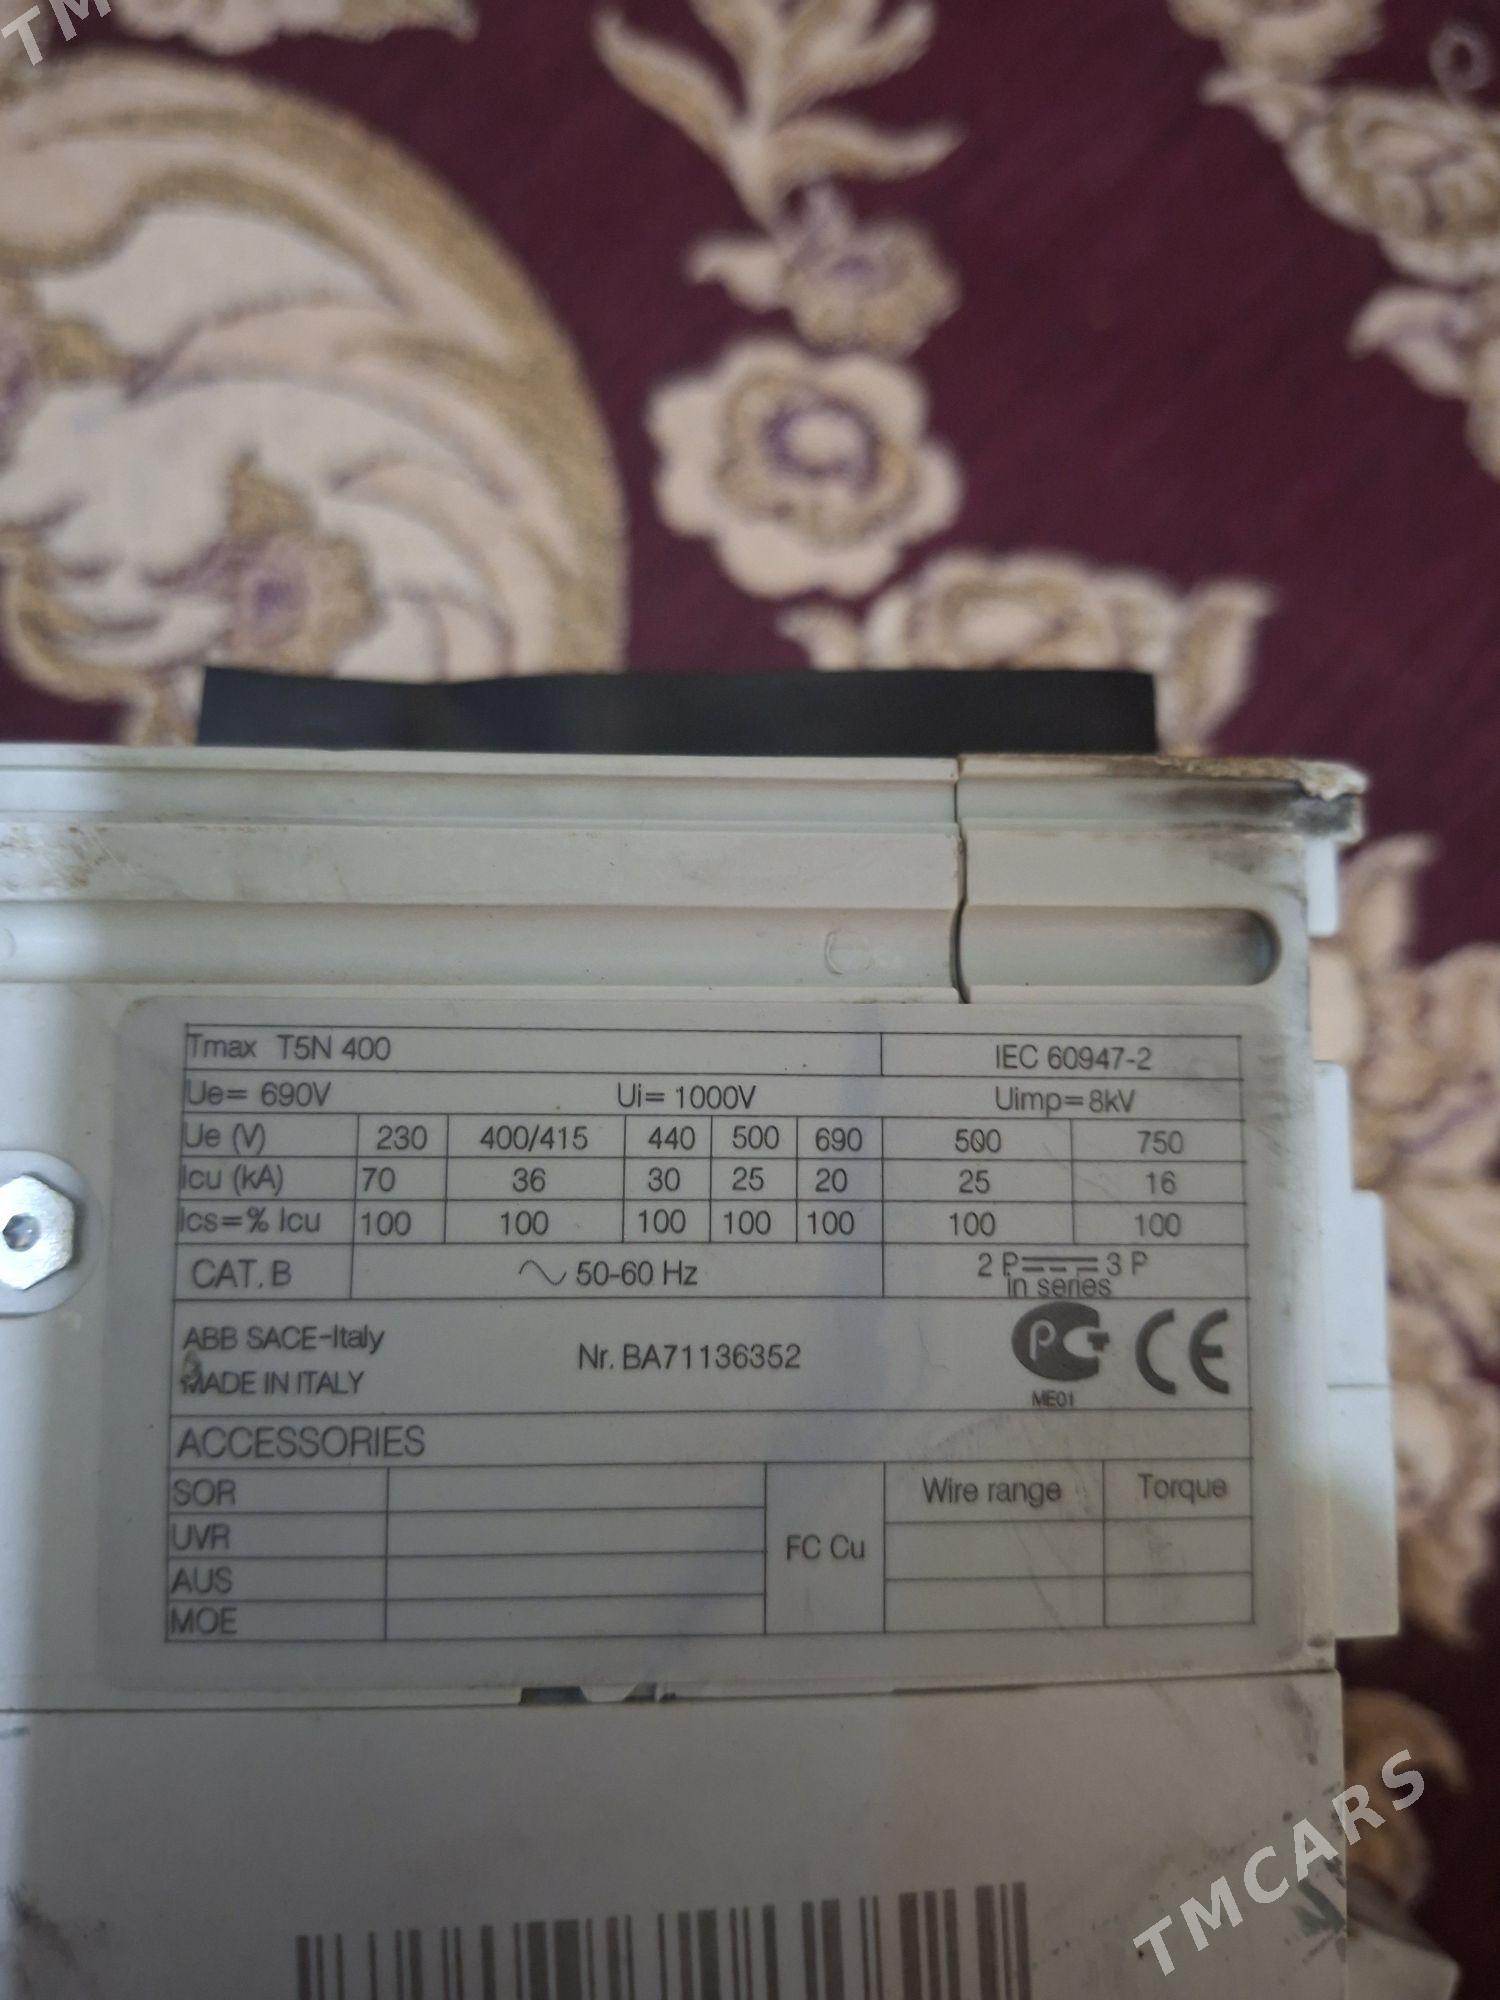 TM
Tmax T5N 400 IEC 60947-2
Ue= 690V Ui= 1000V Uimp= 8kV
Ue (V) 230 400/415 440 500 690 500 750
Icu (kA) 70 36 30 25 20 25 16
Ics=% Icu 100 100 100 100 100 100 100
CAT. B 50-60 Hz 2 P 3 P
in series
ABB SACE-Italy
MADE IN ITALY
Nr. BA71136352
PCT CE
ME01
ACCESSORIES
SOR
UVR
AUS
MOE
FC Cu
Wire range Torque
TMCARS